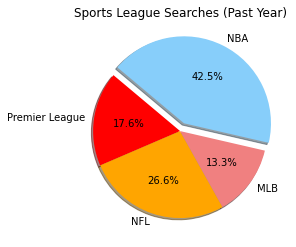 Sports League Searches (Past Year)
NBA
42.5%
Premier League
17.6%
13.3%
26.6%
MLB
NFL